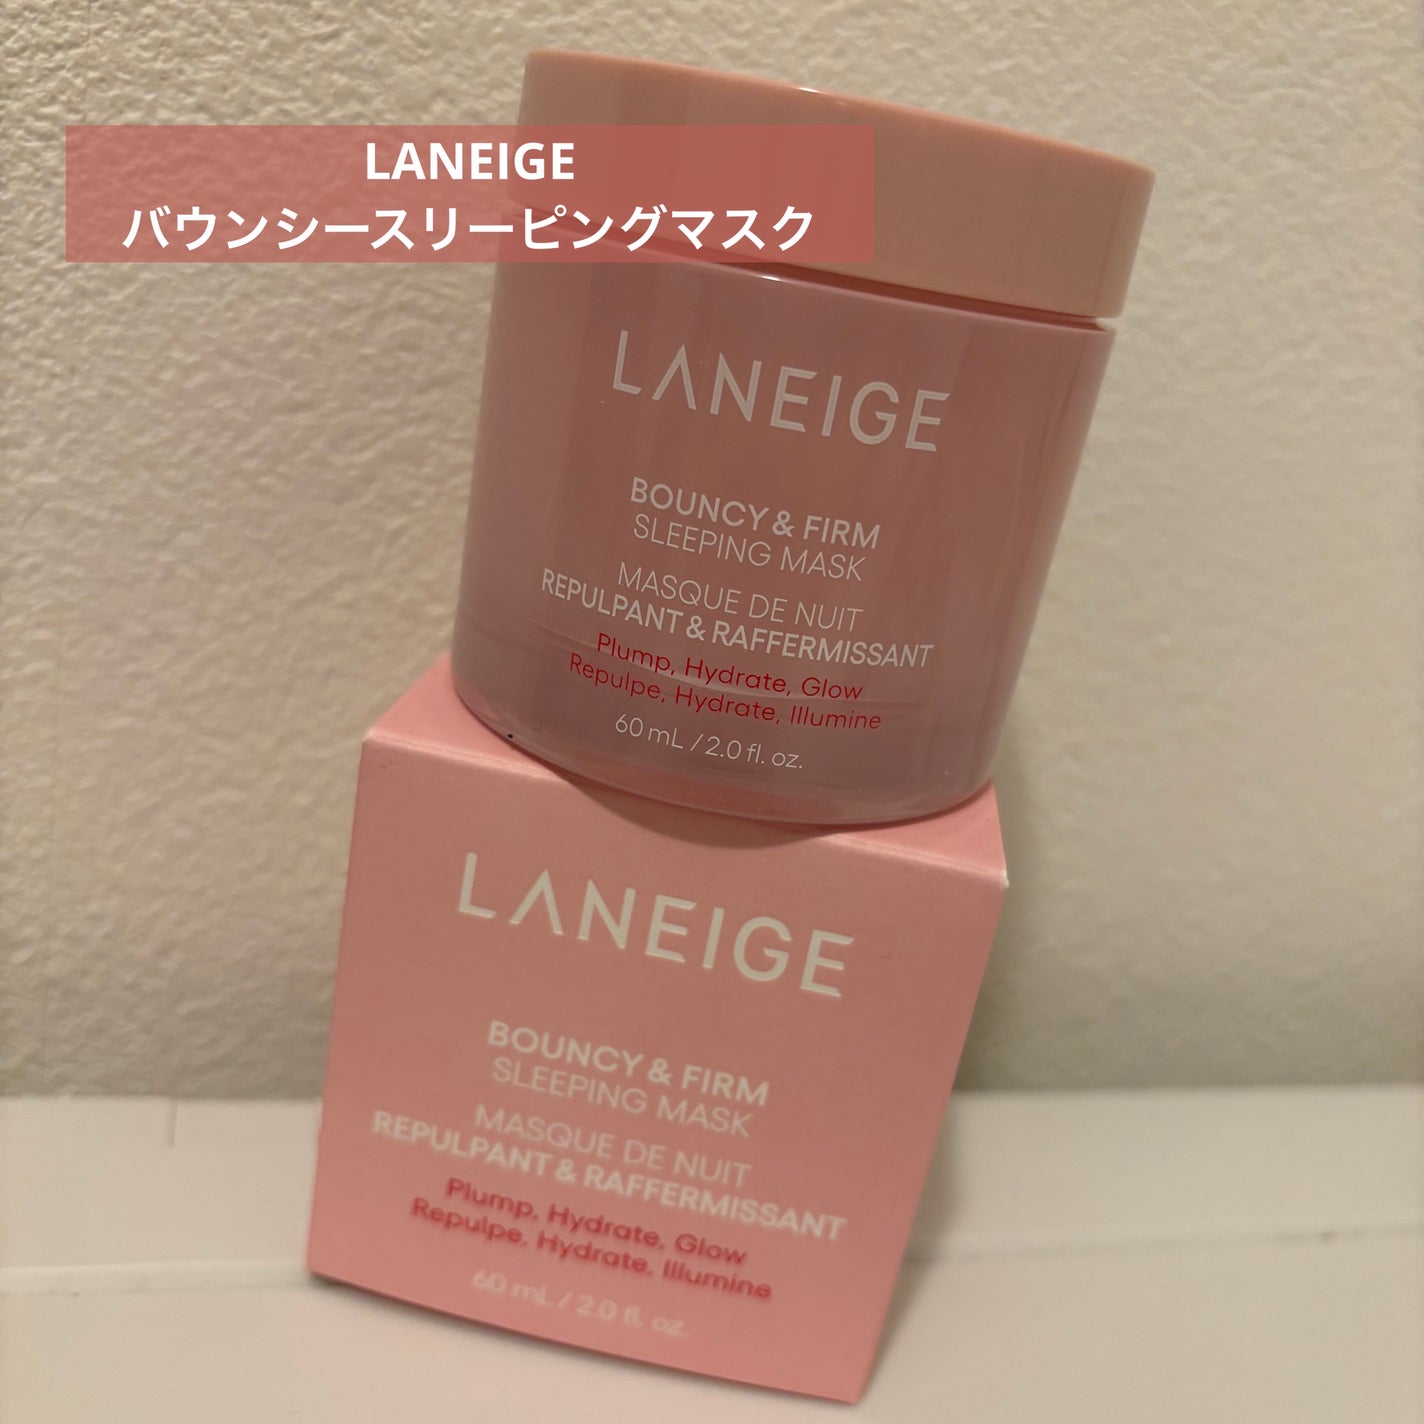 LANEIGE
バウンシースリーピングマスク
LANEIGE
BOUNCY & FIRM
SLEEPING MASK
MASQUE DE NUIT
REPULPANT & RAFFERMISSANT
Plump, Hydrate, Glow
Repulpe, Hydrate, Illumine
60 mL / 2.0 fl. oz.
LANEIGE
BOUNCY & FIRM
SLEEPING MASK
MASQUE DE NUIT
REPULPANT & RAFFERMISSANT
Plump, Hydrate, Glow
Repulpe, Hydrate, Illumine
60 mL / 2.0 fl. oz.